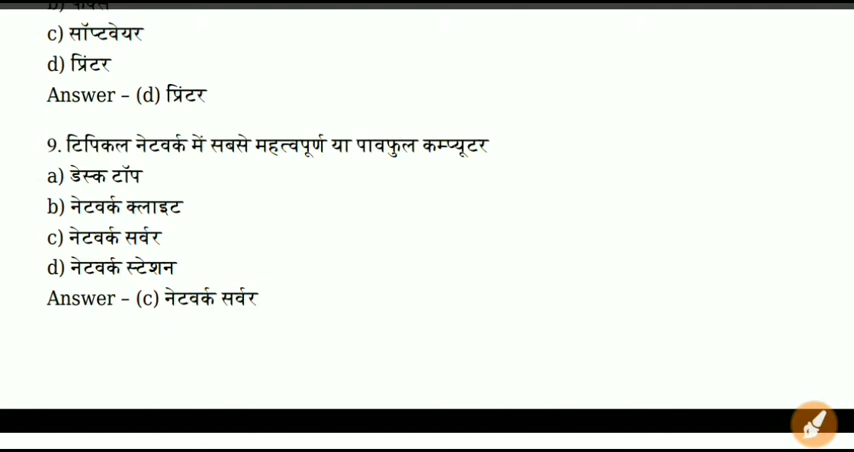 c) सॉप्टवेयर
d) प्रिंटर
Answer – (d) प्रिंटर
9. टिपिकल नेटवर्क में सबसे महत्वपूर्ण या पावफुल कम्प्यूटर
a) डेस्क टॉप
b) नेटवर्क क्लाइट
c) नेटवर्क सर्वर
d) नेटवर्क स्टेशन
Answer – (c) नेटवर्क सर्वर